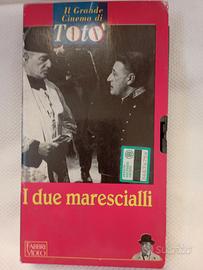 Il Grande
Cinema di
Totò
I due marescialli
FABBRI
VIDEO
subito